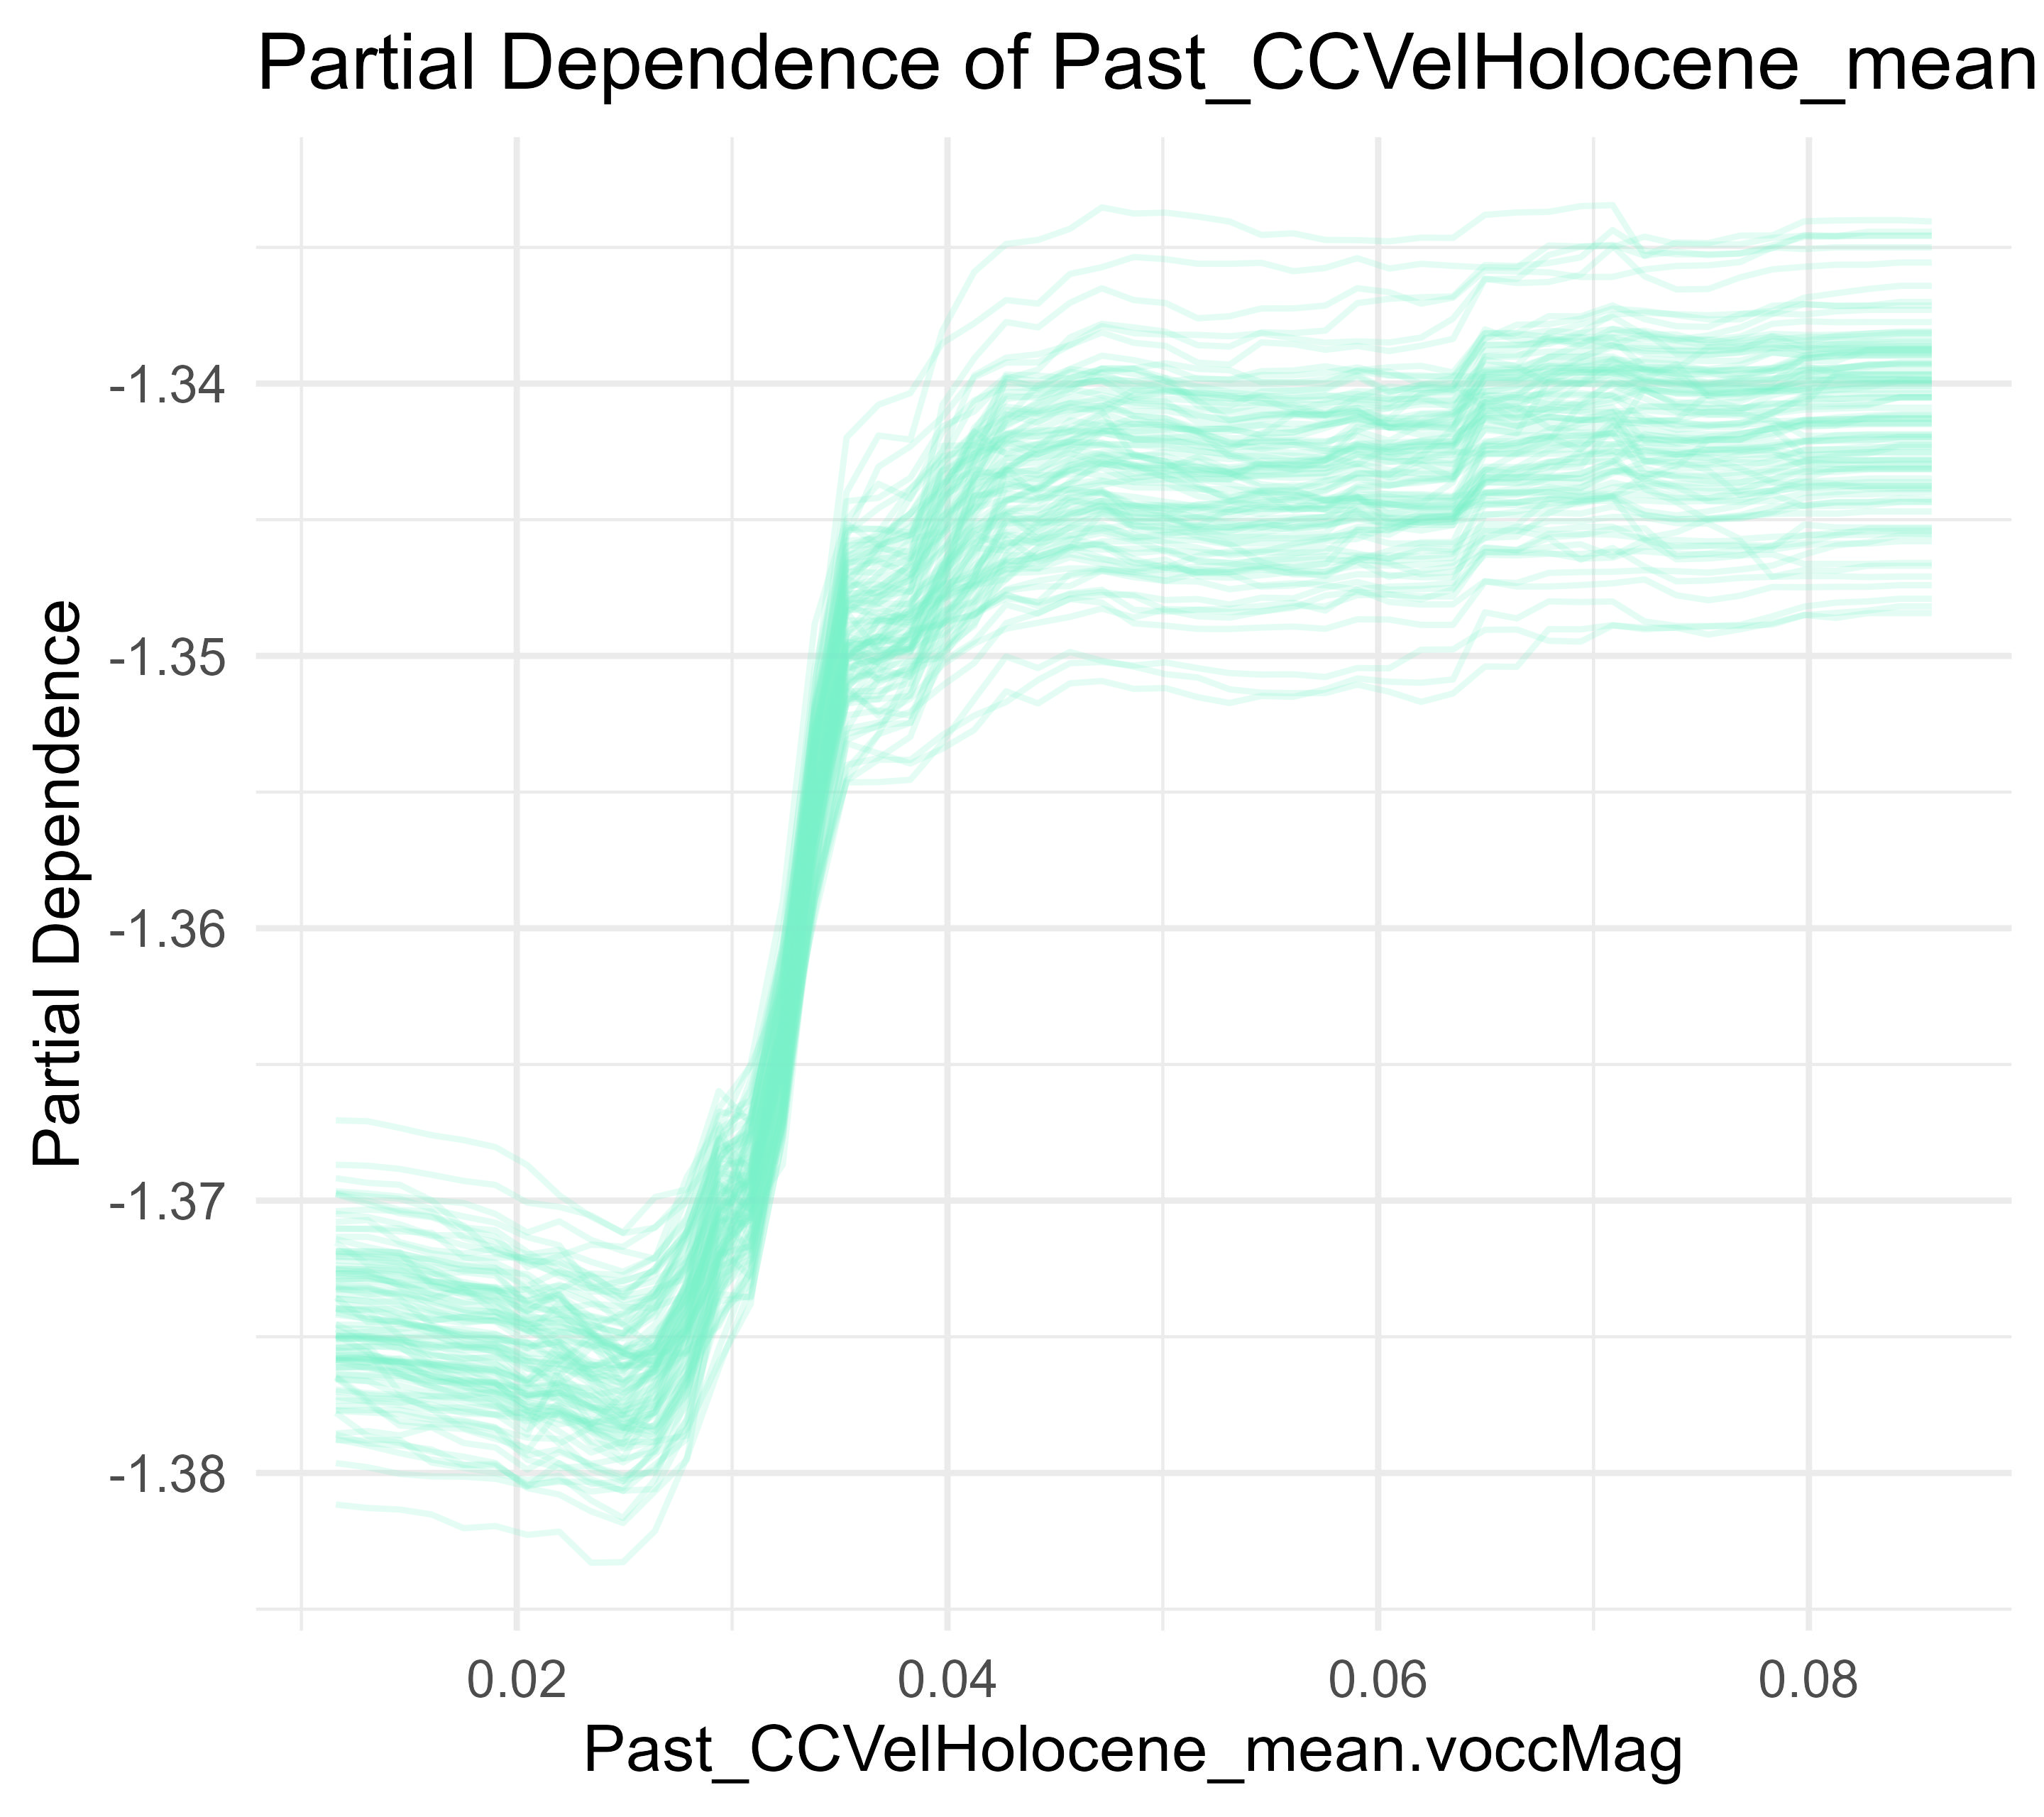 Partial Dependence of Past_CCVelHolocene_mean
Partial Dependence
-1.34
-1.35
-1.36
-1.37
-1.38
0.02 0.04 0.06 0.08
Past_CCVelHolocene_mean.voccMag